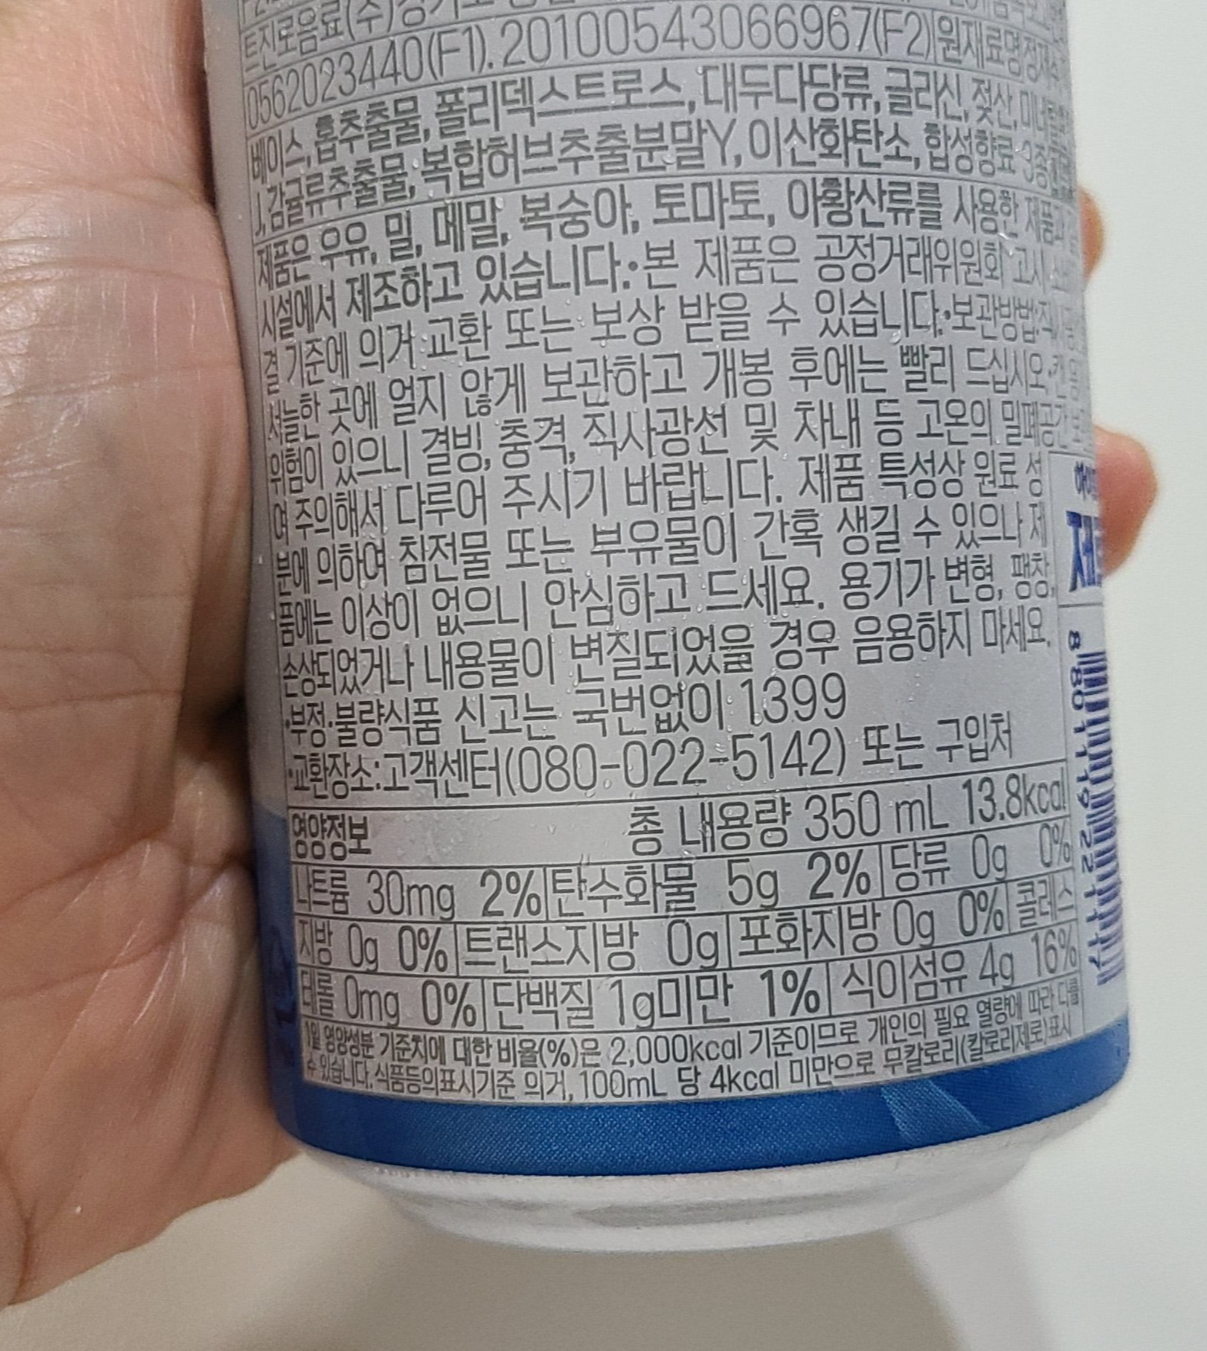 트진로음료(주)
0562023440(F1), 20100543066967(F2) 원재료명 정제수
베이스, 홉추출물, 폴리덱스트로스, 대두다당류, 글리신, 젖산, 미네랄
감귤류추출물, 복합허브추출분말Y, 이산화탄소, 합성향료 3종
제품은 우유, 밀, 메밀, 복숭아, 토마토, 아황산류를 사용한 제품과 같
시설에서 제조하고 있습니다.•본 제품은 공정거래위원회 고시 소
결 기준에 의거 교환 또는 보상 받을 수 있습니다.•보관방법:직
서늘한 곳에 얼지 않게 보관하고 개봉 후에는 빨리 드십시오.•캔
위험이 있으니 결빙, 충격, 직사광선 및 차내 등 고온의 밀폐공간
여 주의해서 다루어 주시기 바랍니다. 제품 특성상 원료 성
분에 의하여 침전물 또는 부유물이 간혹 생길 수 있으나 제
품에는 이상이 없으니 안심하고 드세요. 용기가 변형, 팽창,
손상되었거나 내용물이 변질되었을 경우 음용하지 마세요.
•부정·불량식품 신고는 국번없이 1399
•교환장소:고객센터(080-022-5142) 또는 구입처
영양정보 총 내용량 350 mL 13.8kcal
나트륨 30mg 2% 탄수화물 5g 2% 당류 0g 0%
지방 0g 0% 트랜스지방 0g 포화지방 0g 0% 콜레스
테롤 0mg 0% 단백질 1g미만 1% 식이섬유 4g 16%
1일 영양성분 기준치에 대한 비율(%)은 2,000kcal 기준이므로 개인의 필요 열량에 따라 다를
수 있습니다. 식품등의표시기준 의거, 100mL 당 4kcal 미만으로 무칼로리(칼로리제로)표시
하이트
제로